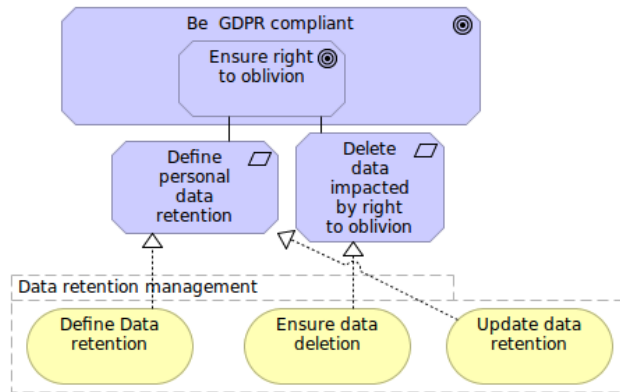 Be GDPR compliant
Ensure right
to oblivion
Define
personal
data
retention
Delete
data
impacted
by right
to oblivion
Data retention management
Define Data
retention
Ensure data
deletion
Update data
retention